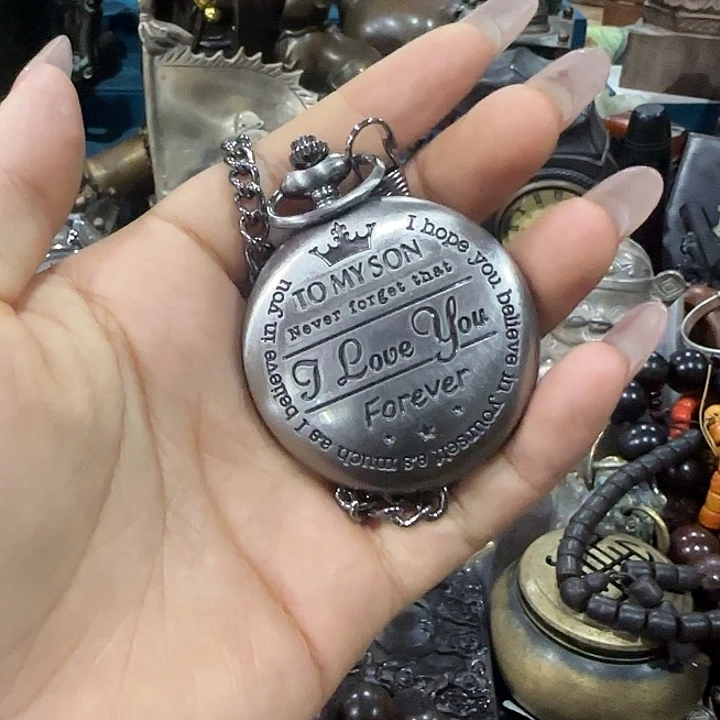 TO MY SON
Never forget that
I Love You
Forever
I hope you believe in yourself as much as I believe in you